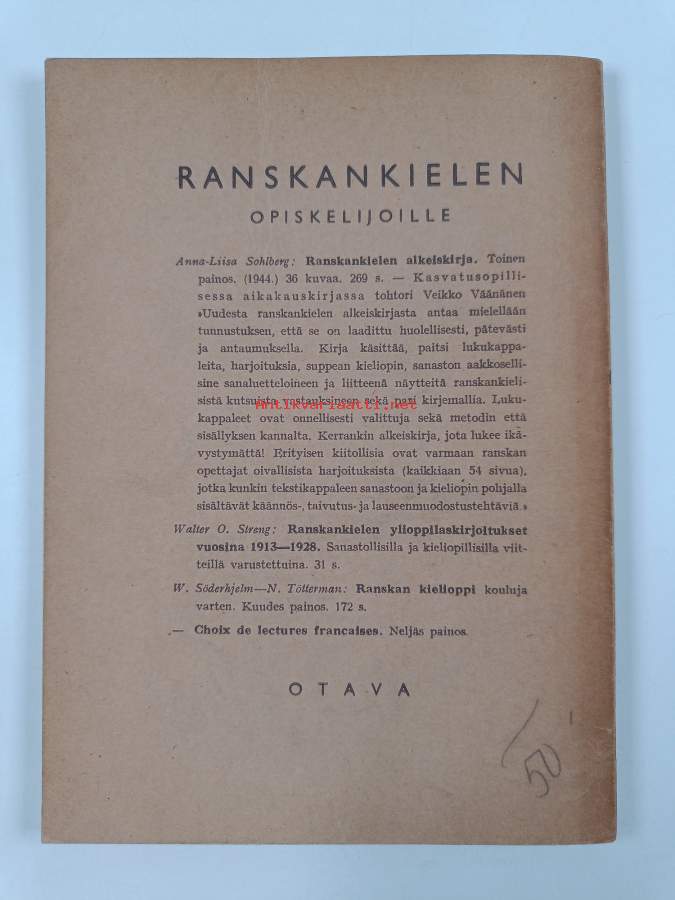 RANSKANKIELEN
OPISKELIJOILLE
Anna-Liisa Sohlberg: Ranskankielen alkeiskirja. Toinen
painos. (1944.) 36 kuvaa. 269 s. — Kasvatusopilli-
sessa aikakauskirjassa tohtori Veikko Väänänen
»Uudesta ranskankielen alkeiskirjasta antaa mielellään
tunnustuksen, että se on laadittu huolellisesti, pätevästi
ja antaumuksella. Kirja käsittää, paitsi lukukappa-
leita, harjoituksia, suppean kieliopin, sanaston aakkoselli-
sine sanaluetteloineen ja liitteenä näytteitä ranskankieli-
sistä kutsuista vastauksineen sekä pari kirjemallia. Luku-
antikvariaatti.net
kappaleet ovat onnellisesti valittuja sekä metodin että
sisällyksen kannalta. Kerrankin alkeiskirja, jota lukee ikä-
vystymättä! Erityisen kiitollisia ovat varmaan ranskan
opettajat oivallisista harjoituksista (kaikkiaan 54 sivua),
jotka kunkin tekstikappaleen sanastoon ja kieliopin pohjalla
sisältävät käännös-, taivutus- ja lauseenmuodostustehtäviä.»
Walter O. Streng: Ranskankielen ylioppilaskirjoitukset
vuosina 1913—1928. Sanastollisilla ja kieliopillisilla viit-
teillä varustettuina. 31 s.
W. Söderhjelm—N. Tötterman: Ranskan kielioppi kouluja
varten. Kuudes painos. 172 s.
— Choix de lectures francaises. Neljäs painos.
OTAVA
50